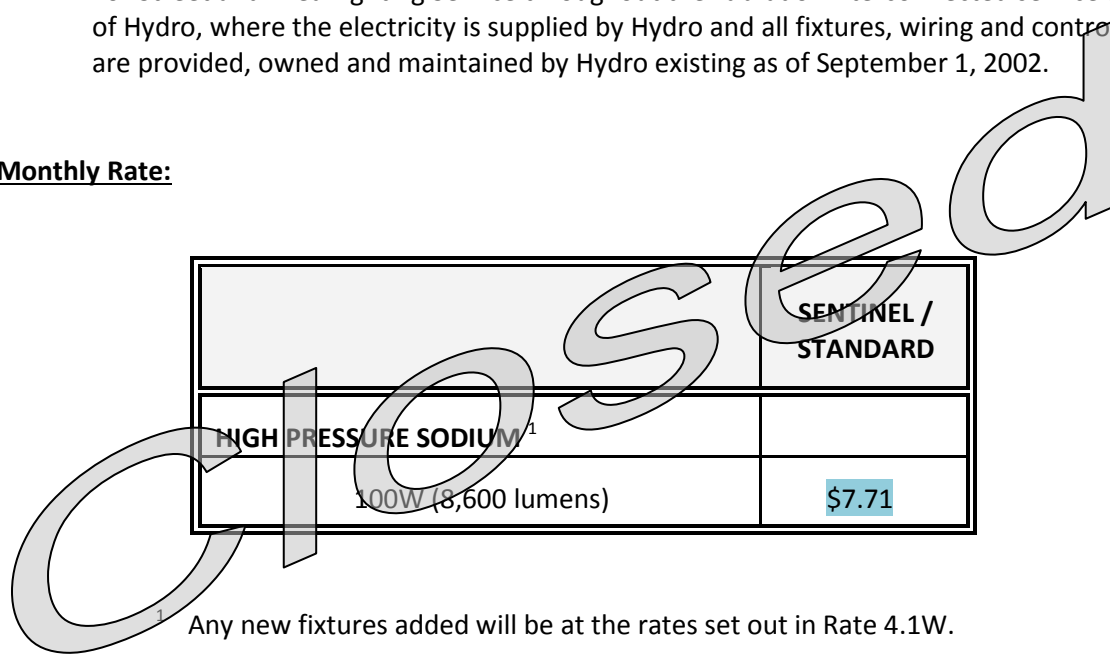 of Hydro, where the electricity is supplied by Hydro and all fixtures, wiring and contro
are provided, owned and maintained by Hydro existing as of September 1, 2002.
Monthly Rate:
SENTINEL /
STANDARD
HIGH PRESSURE SODIUM 1
100W (8,600 lumens) $7.71
1 Any new fixtures added will be at the rates set out in Rate 4.1W.
Closed